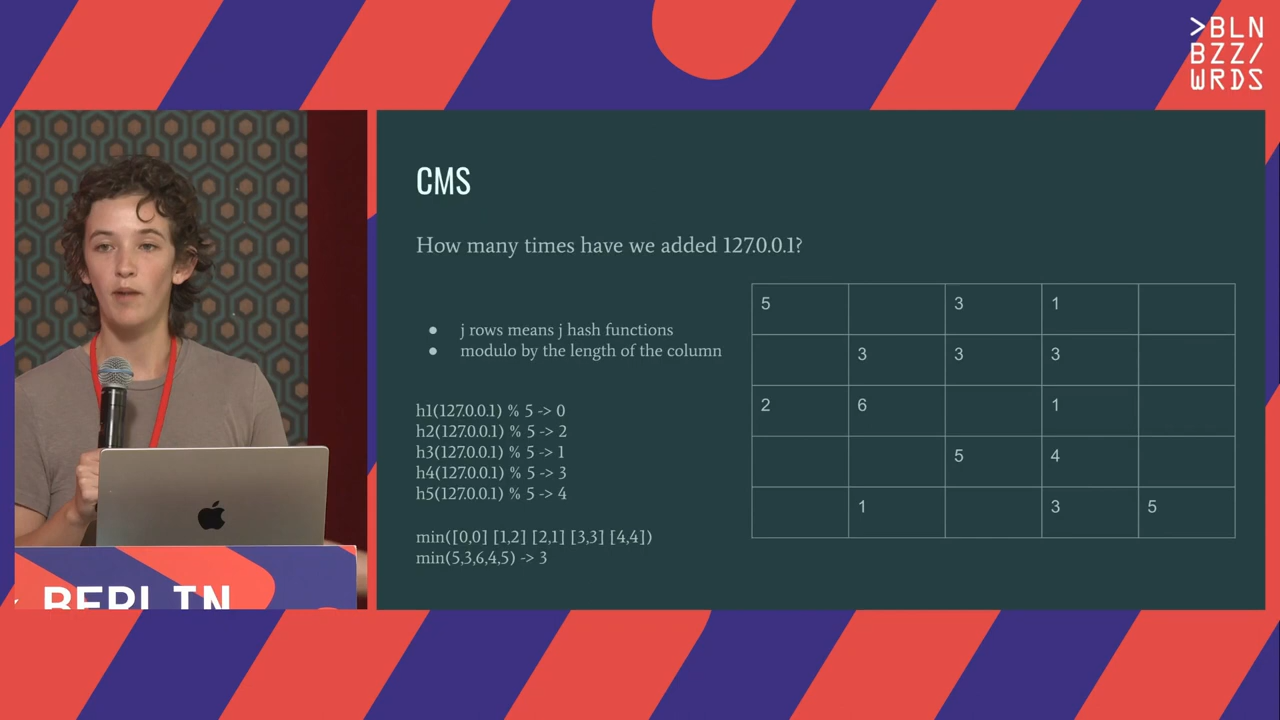 >BLN
BZZ/
WRDS
CMS
How many times have we added 127.0.0.1?
● j rows means j hash functions
● modulo by the length of the column
h1(127.0.0.1) % 5 -> 0
h2(127.0.0.1) % 5 -> 2
h3(127.0.0.1) % 5 -> 1
h4(127.0.0.1) % 5 -> 3
h5(127.0.0.1) % 5 -> 4
min([0,0] [1,2] [2,1] [3,3] [4,4])
min(5,3,6,4,5) -> 3
5 3 1
3 3 3
2 6 1
5 4
1 3 5
BERLIN